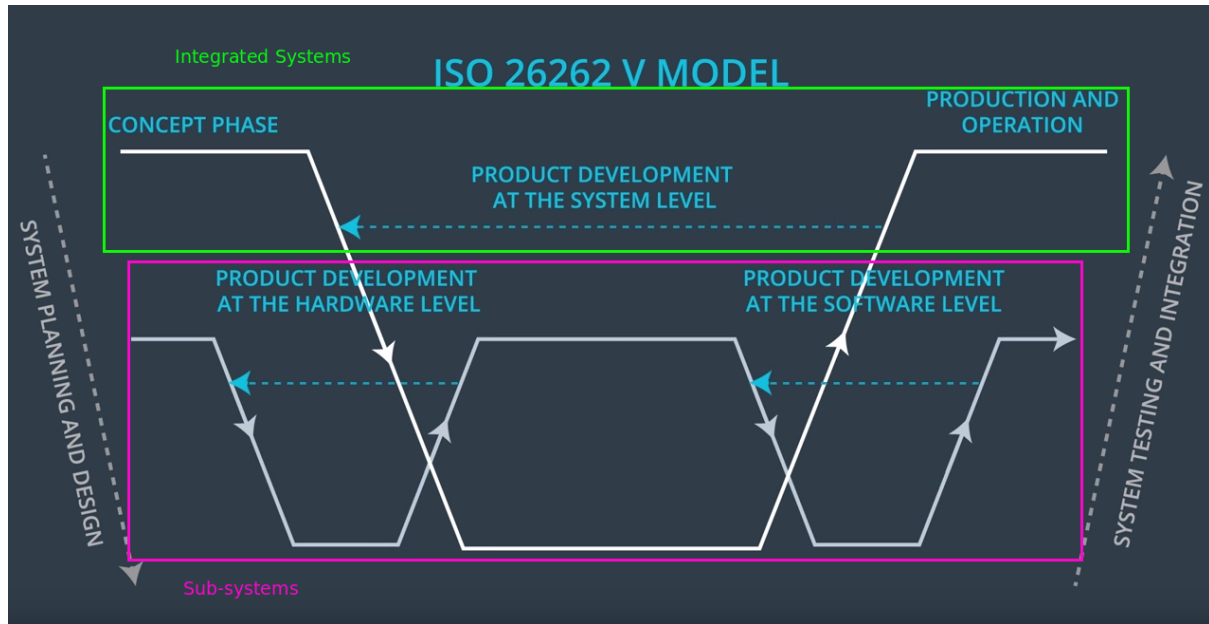 Integrated Systems
ISO 26262 V MODEL
CONCEPT PHASE
PRODUCTION AND
OPERATION
PRODUCT DEVELOPMENT
AT THE SYSTEM LEVEL
SYSTEM PLANNING AND DESIGN
PRODUCT DEVELOPMENT
AT THE HARDWARE LEVEL
PRODUCT DEVELOPMENT
AT THE SOFTWARE LEVEL
SYSTEM TESTING AND INTEGRATION
Sub-systems